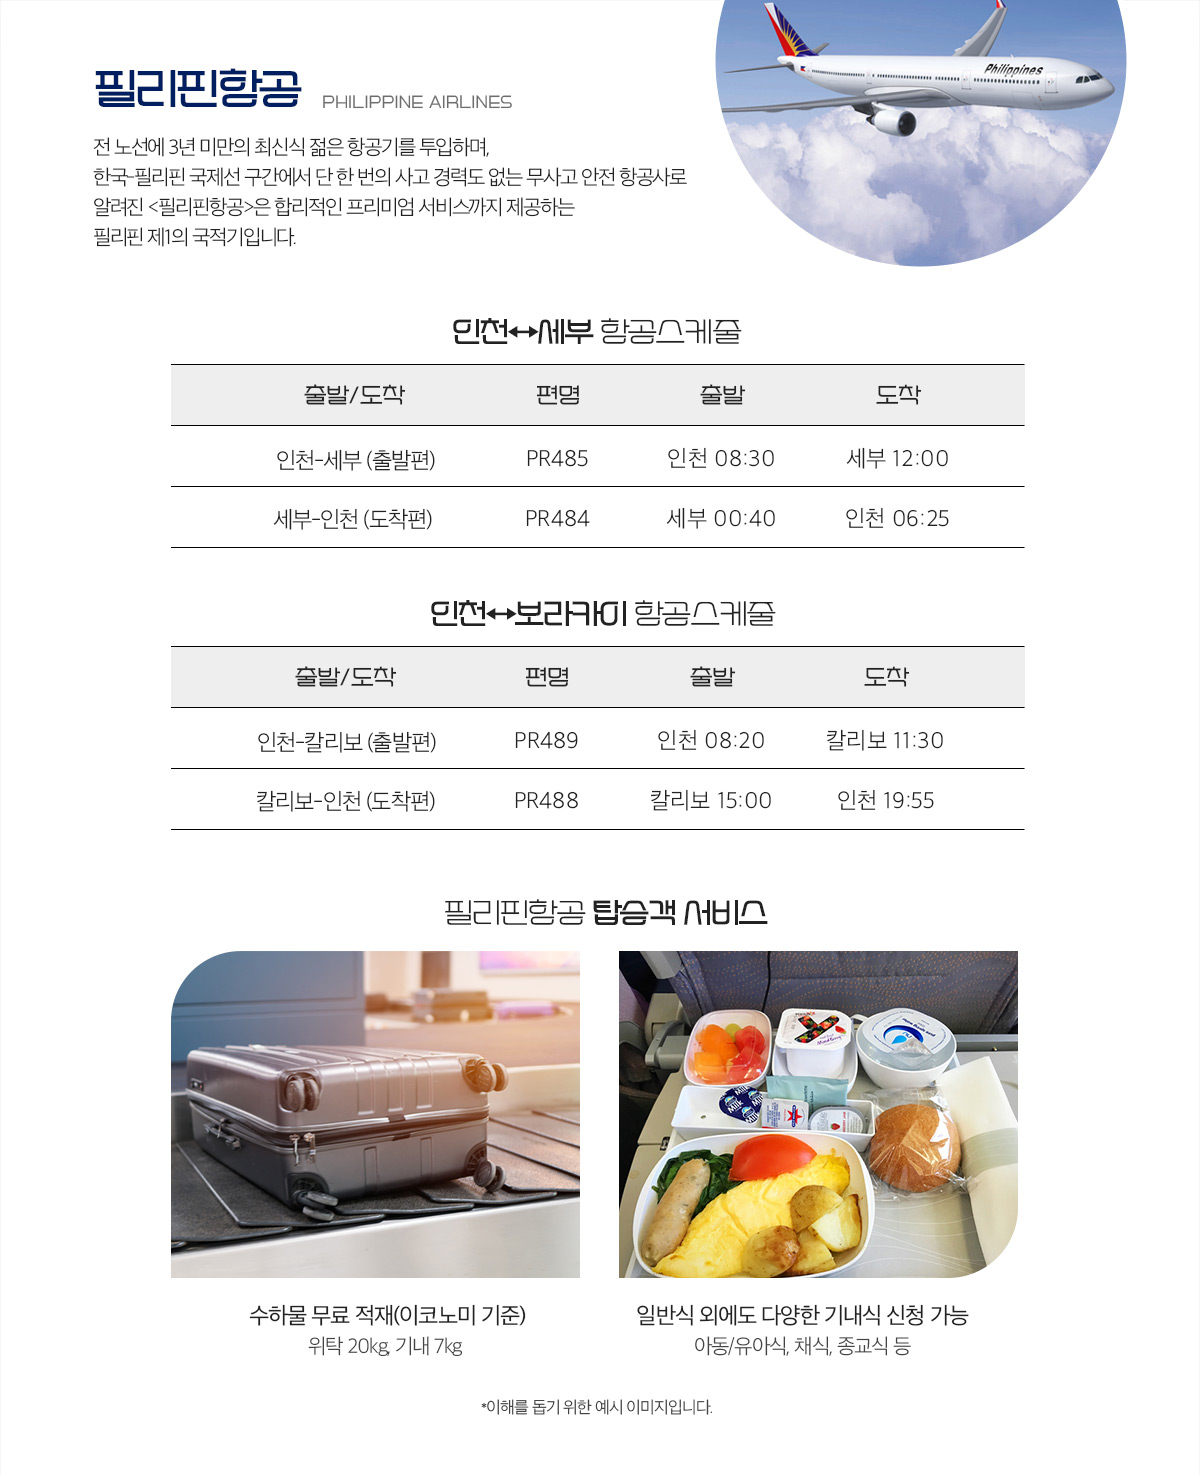 필리핀항공 PHILIPPINE AIRLINES
Philippines
전 노선에 3년 미만의 최신식 젊은 항공기를 투입하며,
한국-필리핀 국제선 구간에서 단 한 번의 사고 경력도 없는 무사고 안전 항공사로
알려진 <필리핀항공>은 합리적인 프리미엄 서비스까지 제공하는
필리핀 제1의 국적기입니다.
인천↔세부 항공스케줄
출발/도착 편명 출발 도착
인천-세부 (출발편) PR485 인천 08:30 세부 12:00
세부-인천 (도착편) PR484 세부 00:40 인천 06:25
인천↔보라카이 항공스케줄
출발/도착 편명 출발 도착
인천-칼리보 (출발편) PR489 인천 08:20 칼리보 11:30
칼리보-인천 (도착편) PR488 칼리보 15:00 인천 19:55
필리핀항공 탑승객 서비스
Milk
Milk
수하물 무료 적재(이코노미 기준)
위탁 20kg, 기내 7kg
일반식 외에도 다양한 기내식 신청 가능
아동/유아식, 채식, 종교식 등
*이해를 돕기 위한 예시 이미지입니다.